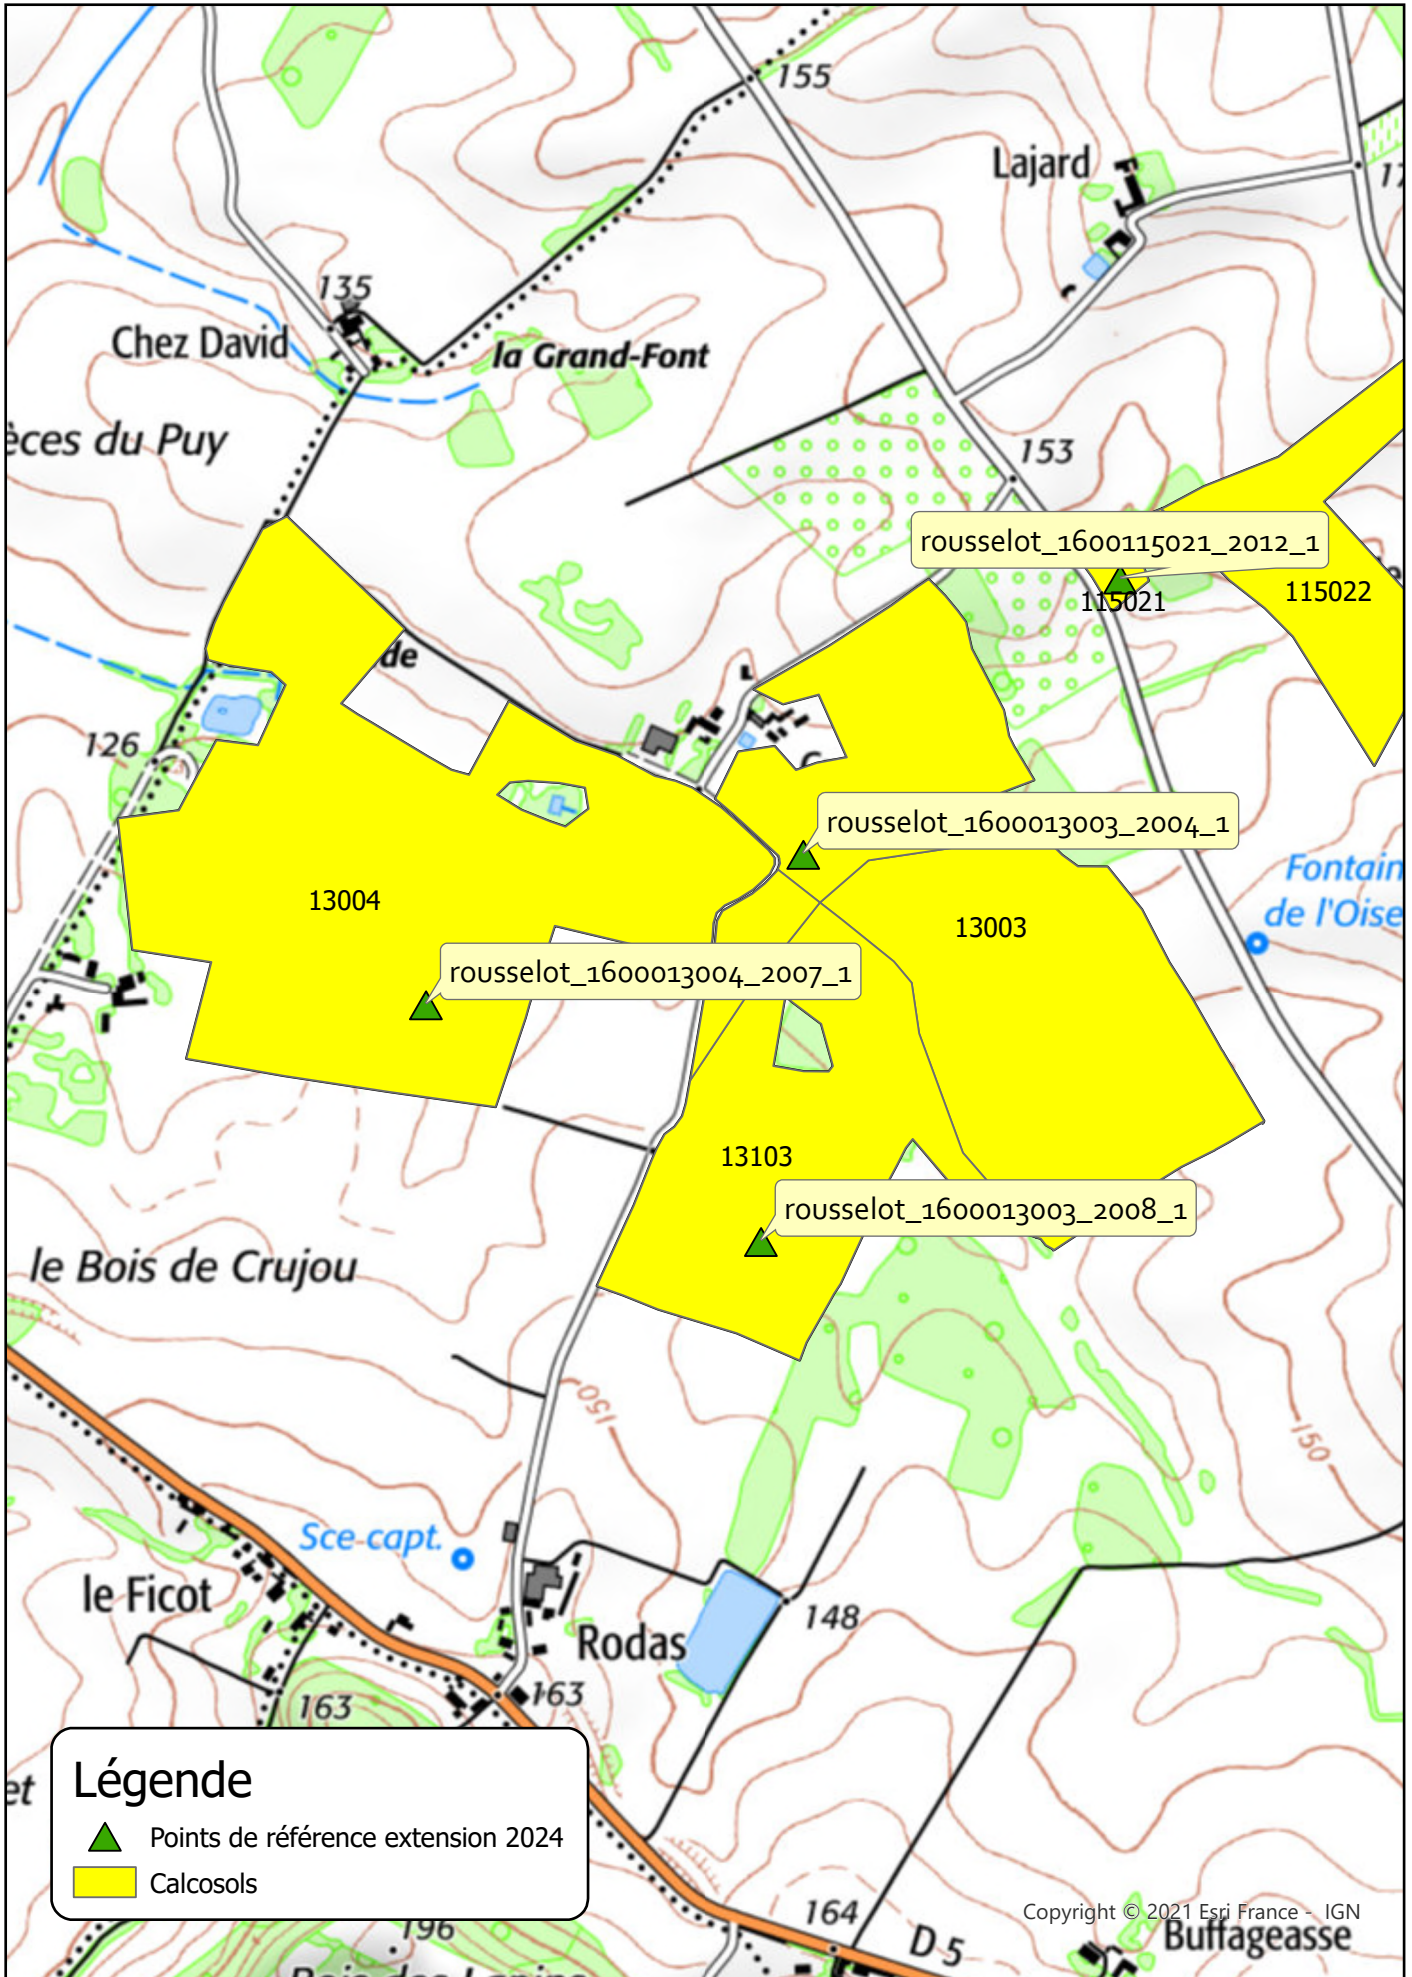 155
Lajard
135
Chez David
la Grand-Font
èces du Puy
153
rousselot_1600115021_2012_1
115021
115022
de
126
rousselot_1600013003_2004_1
Fontain
de l'Oise
13004
13003
rousselot_1600013004_2007_1
13103
rousselot_1600013003_2008_1
le Bois de Crujou
150
150
Sce capt.
le Ficot
Rodas
148
163
163
et
Légende
Points de référence extension 2024
Calcosols
196
164
D 5
Copyright © 2021 Esri France - IGN
Buffageasse